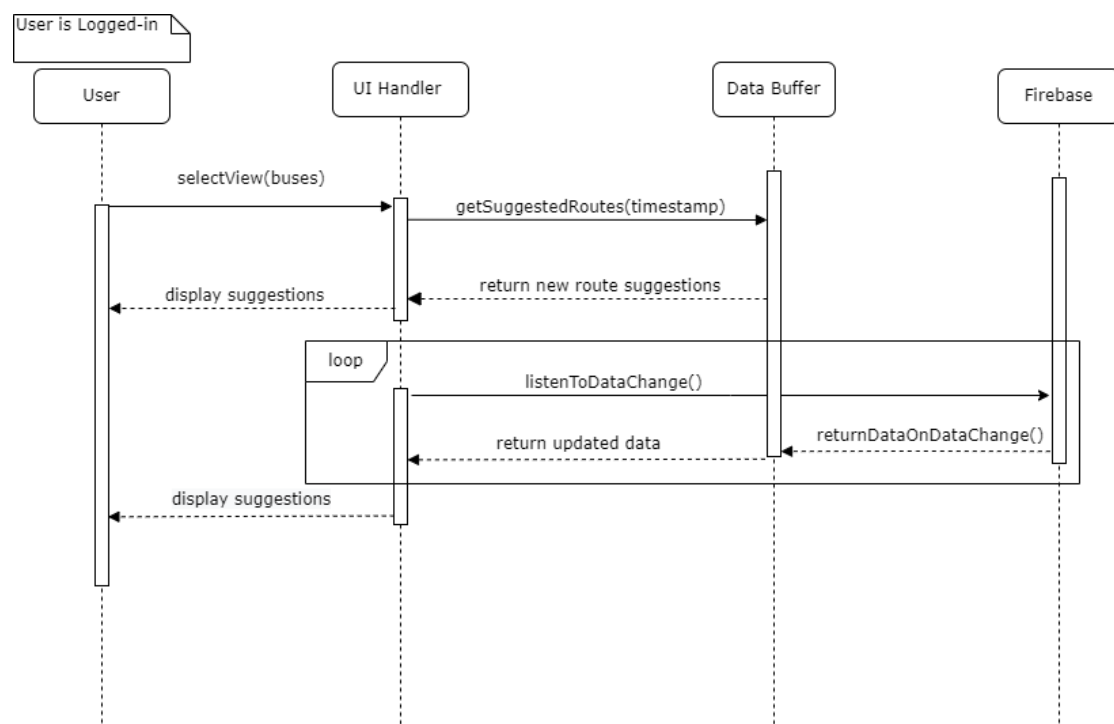 User is Logged-in
User
UI Handler
Data Buffer
Firebase
selectView(buses)
getSuggestedRoutes(timestamp)
return new route suggestions
display suggestions
loop
listenToDataChange()
returnDataOnDataChange()
return updated data
display suggestions